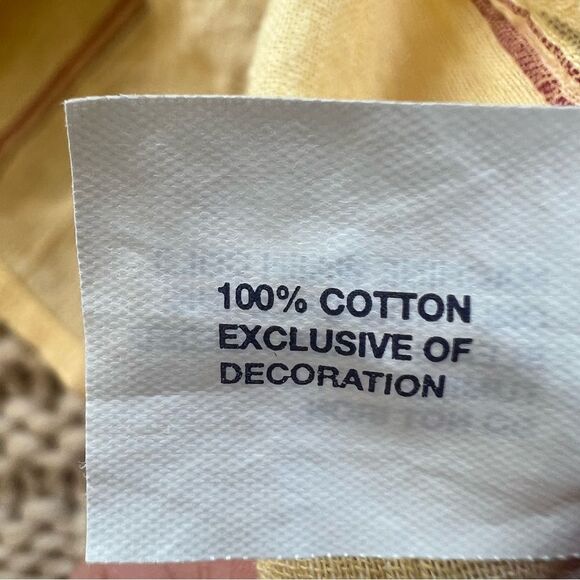 100% COTTON
EXCLUSIVE OF
DECORATION